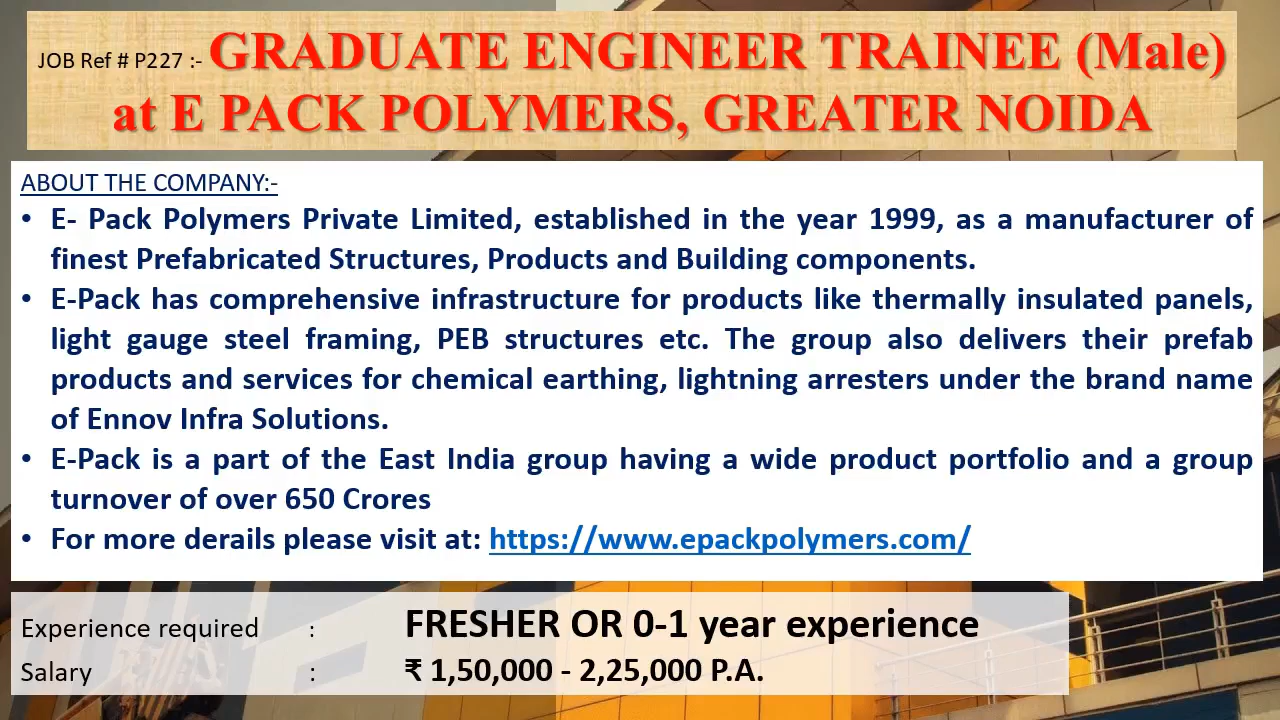 JOB Ref # P227 :- GRADUATE ENGINEER TRAINEE (Male)
at E PACK POLYMERS, GREATER NOIDA
ABOUT THE COMPANY:-
• E- Pack Polymers Private Limited, established in the year 1999, as a manufacturer of
finest Prefabricated Structures, Products and Building components.
• E-Pack has comprehensive infrastructure for products like thermally insulated panels,
light gauge steel framing, PEB structures etc. The group also delivers their prefab
products and services for chemical earthing, lightning arresters under the brand name
of Ennov Infra Solutions.
• E-Pack is a part of the East India group having a wide product portfolio and a group
turnover of over 650 Crores
• For more derails please visit at: https://www.epackpolymers.com/
Experience required : FRESHER OR 0-1 year experience
Salary : ₹ 1,50,000 - 2,25,000 P.A.